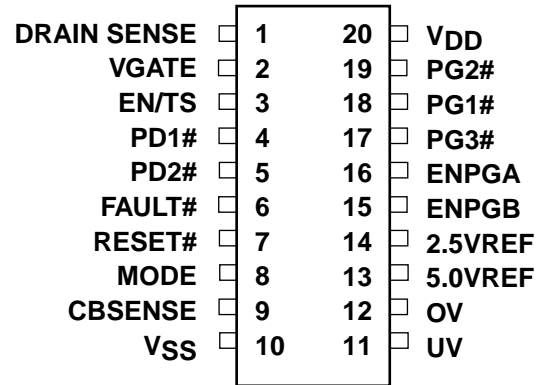 DRAIN SENSE 1 20 VDD
VGATE 2 19 PG2#
EN/TS 3 18 PG1#
PD1# 4 17 PG3#
PD2# 5 16 ENPGA
FAULT# 6 15 ENPGB
RESET# 7 14 2.5VREF
MODE 8 13 5.0VREF
CBSENSE 9 12 OV
VSS 10 11 UV